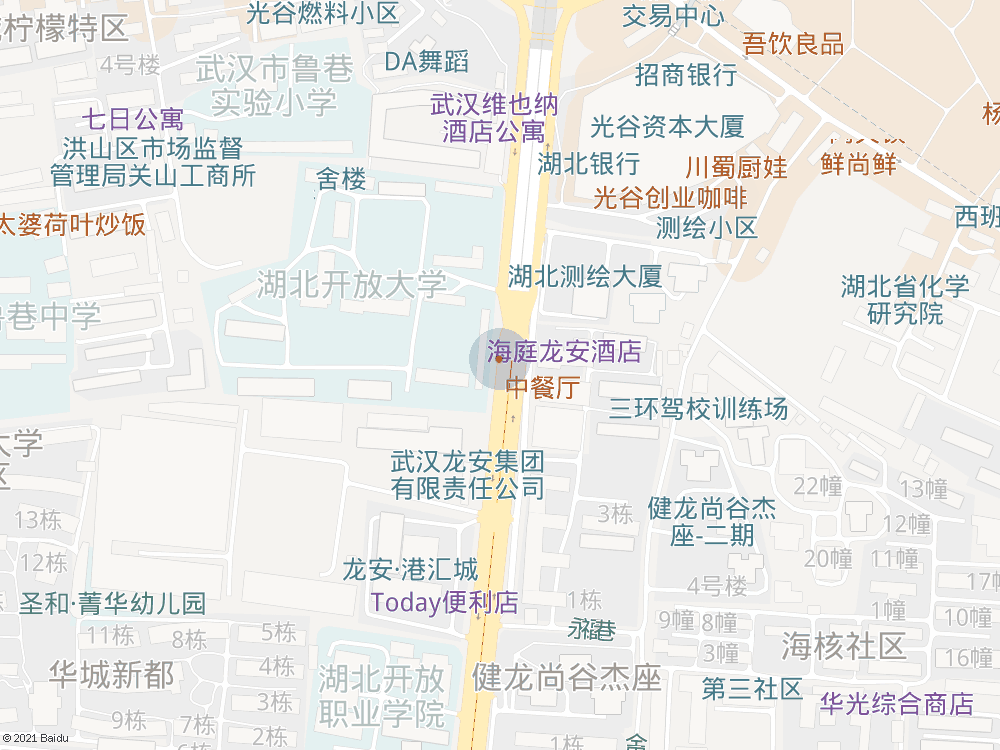 光谷燃料小区
交易中心
柠檬特区
吾饮良品
4号楼
武汉市鲁巷
实验小学
DA舞蹈
招商银行
七日公寓
武汉维也纳
酒店公寓
光谷资本大厦
杨
洪山区市场监督
管理局关山工商所
舍楼
湖北银行
川蜀厨娃
鲜尚鲜
光谷创业咖啡
太婆荷叶炒饭
测绘小区
西班
湖北开放大学
湖北测绘大厦
湖北省化学
研究院
巷中学
海庭龙安酒店
中餐厅
三环驾校训练场
大学
区
武汉龙安集团
有限责任公司
22幢
13幢
13栋
3栋
健龙尚谷杰
座-二期
12幢
12栋
20幢
11幢
龙安·港汇城
4号楼
17幢
圣和·菁华幼儿园
Today便利店
1栋
1幢
10幢
11栋
8栋
5栋
永福巷
9幢
8幢
海核社区
3幢
16幢
华城新都
4栋
湖北开放
职业学院
健龙尚谷杰座
第三社区
华光综合商店
3栋
9栋
7栋
2栋
1栋
舍
© 2021 Baidu